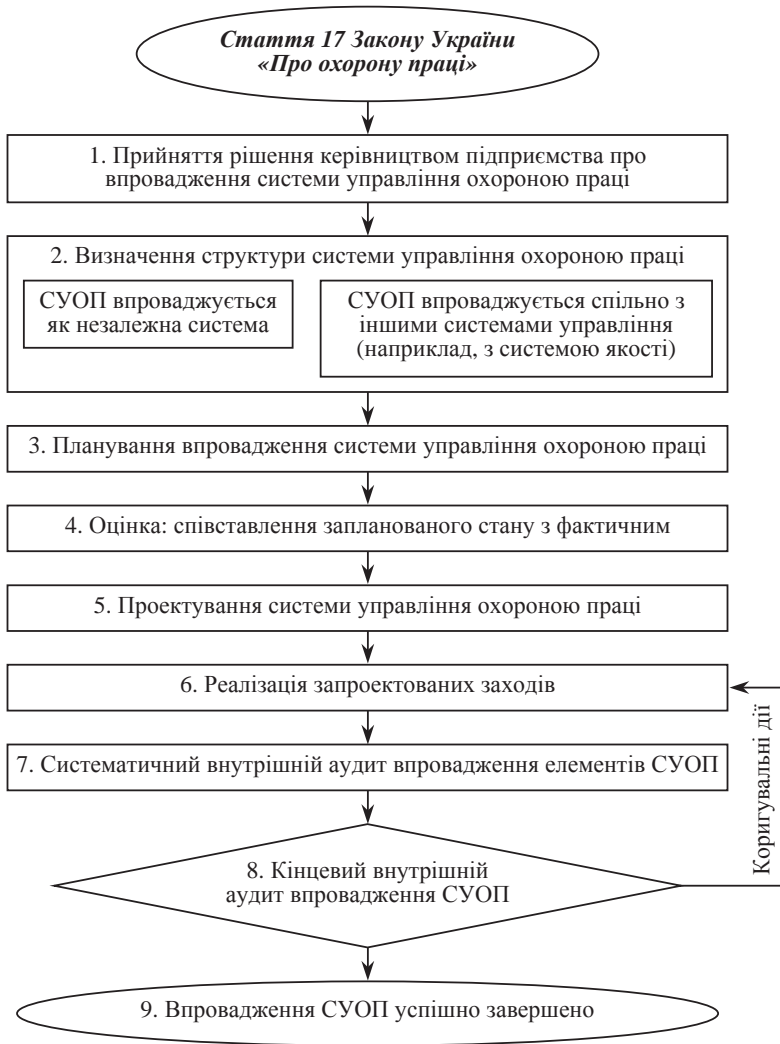 Стаття 17 Закону України
«Про охорону праці»
1. Прийняття рішення керівництвом підприємства про
впровадження системи управління охороною праці
2. Визначення структури системи управління охороною праці
СУОП впроваджується
як незалежна система
СУОП впроваджується спільно з
іншими системами управління
(наприклад, з системою якості)
3. Планування впровадження системи управління охороною праці
4. Оцінка: співставлення запланованого стану з фактичним
5. Проектування системи управління охороною праці
6. Реалізація запроектованих заходів
7. Систематичний внутрішній аудит впровадження елементів СУОП
Коригувальні дії
8. Кінцевий внутрішній
аудит впровадження СУОП
9. Впровадження СУОП успішно завершено